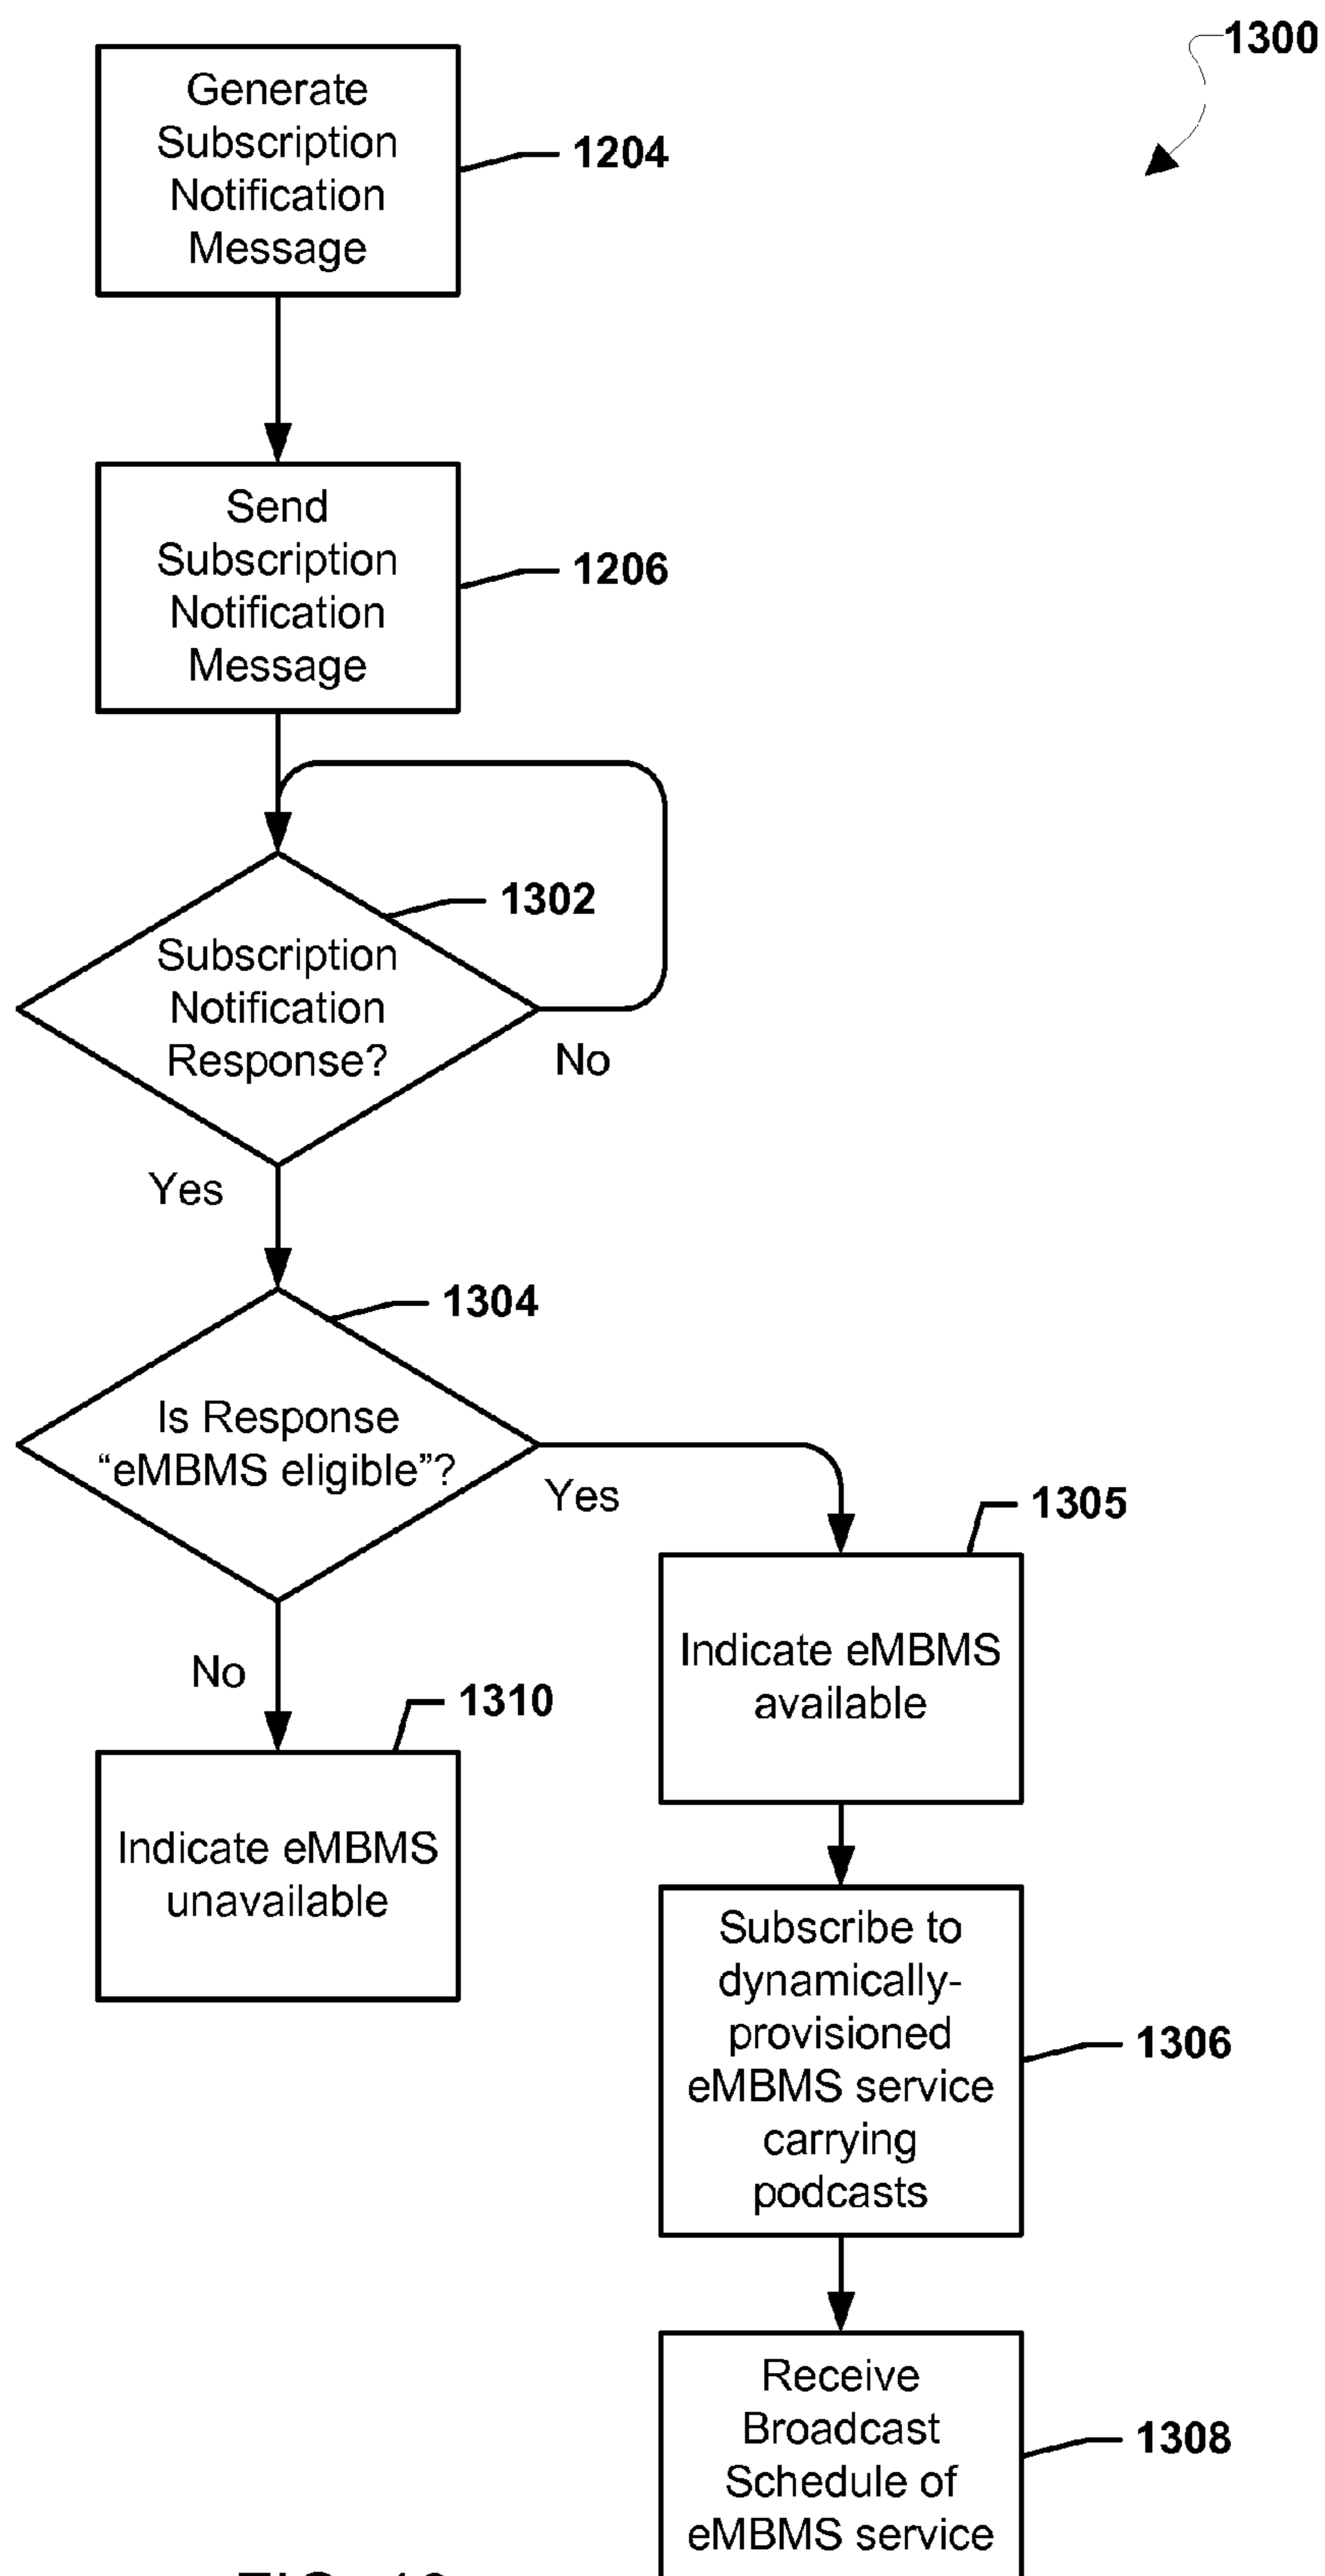 1300
Generate
Subscription
Notification
Message
1204
Send
Subscription
Notification
Message
1206
1302
Subscription
Notification
Response?
No
Yes
1304
Is Response
“eMBMS eligible”?
Yes
1305
Indicate eMBMS
available
No
1310
Indicate eMBMS
unavailable
Subscribe to
dynamically-
provisioned
eMBMS service
carrying
podcasts
1306
Receive
Broadcast
Schedule of
eMBMS service
1308